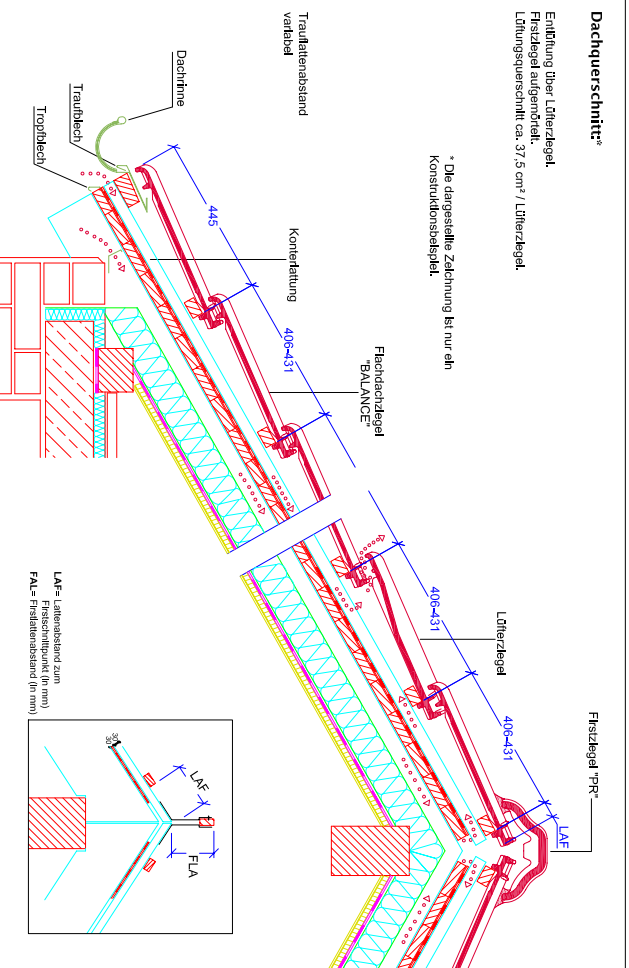 Dachquerschnitt:*
Entlüftung über Lüfterziegel.
Firstziegel aufgemörtelt.
Lüftungsquerschnitt ca. 37,5 cm² / Lüfterziegel.
* Die dargestellte Zeichnung ist nur ein
Konstruktionsbeispiel.
Trauflattenabstand
variabel
Dachrinne
Traufblech
Tropfblech
445
Konterlattung
406-431
Flachdachziegel
"BALANCE"
406-431
Lüfterziegel
406-431
Firstziegel "PR"
LAF
LAF= Lattenabstand zum
Firstschnittpunkt (in mm)
FAL= Firstlattenabstand (in mm)
30
30
LAF
FLA